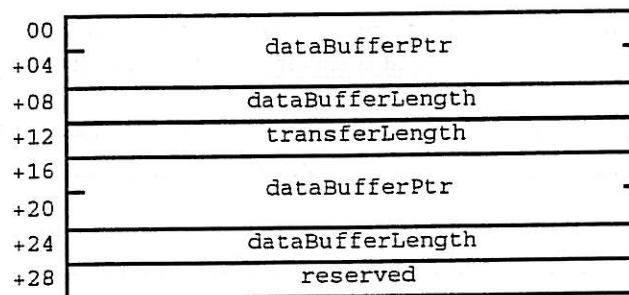 00
dataBufferPtr
+04
+08 dataBufferLength
+12 transferLength
+16
dataBufferPtr
+20
+24 dataBufferLength
+28 reserved